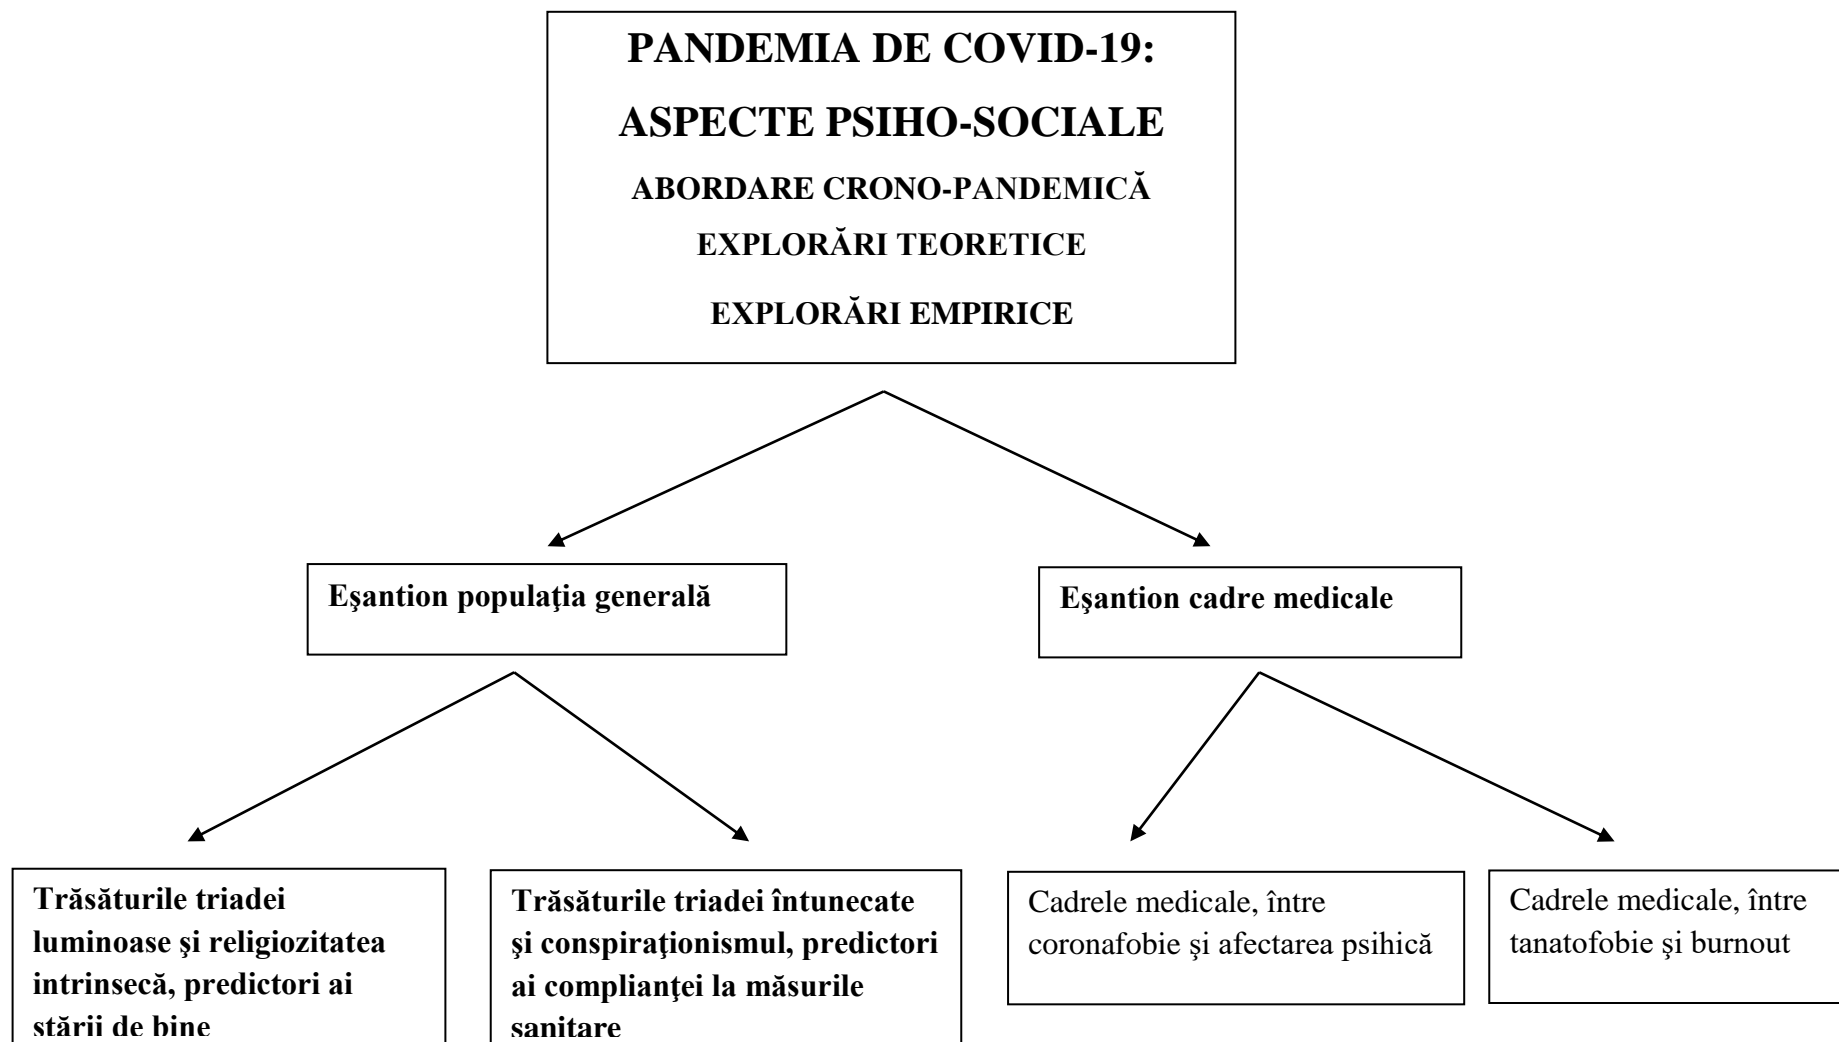 PANDEMIA DE COVID-19:
ASPECTE PSIHO-SOCIALE
ABORDARE CRONO-PANDEMICĂ
EXPLORĂRI TEORETICE
EXPLORĂRI EMPIRICE
Eşantion populaţia generală
Eşantion cadre medicale
Trăsăturile triadei
luminoase şi religiozitatea
intrinsecă, predictori ai
stării de bine
Trăsăturile triadei întunecate
şi conspiraţionismul, predictori
ai complianţei la măsurile
sanitare
Cadrele medicale, între
coronafobie şi afectarea psihică
Cadrele medicale, între
tanatofobie şi burnout